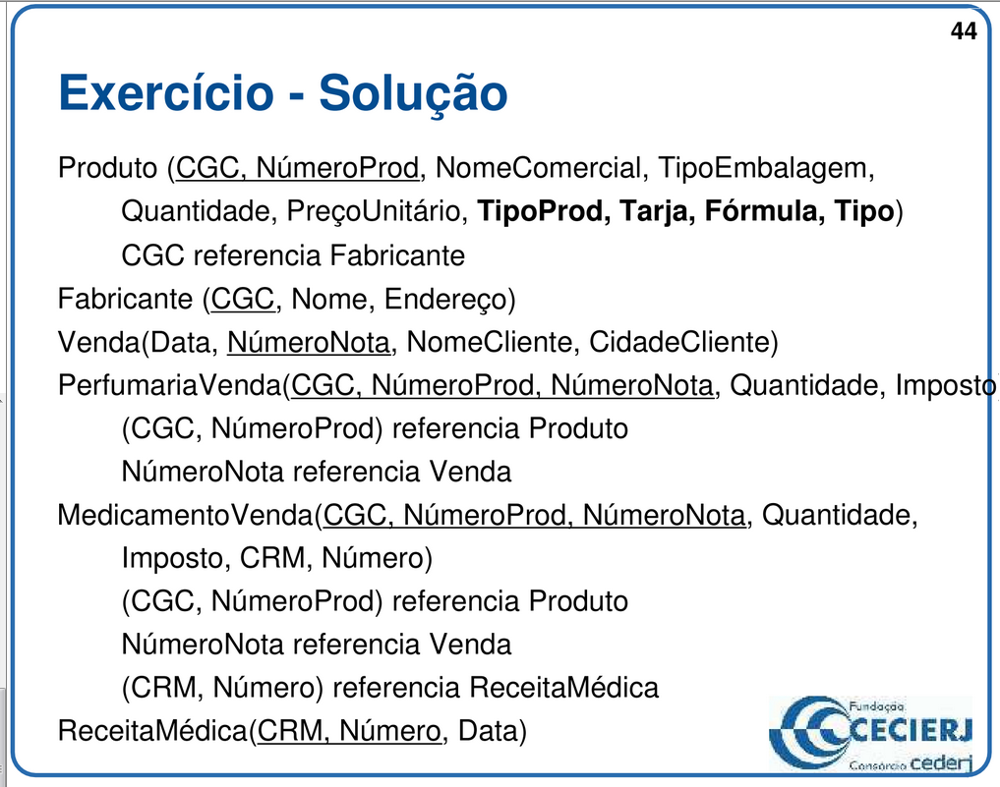 44
Exercício - Solução
Produto (CGC, NúmeroProd, NomeComercial, TipoEmbalagem,
Quantidade, PreçoUnitário, TipoProd, Tarja, Fórmula, Tipo)
CGC referencia Fabricante
Fabricante (CGC, Nome, Endereço)
Venda(Data, NúmeroNota, NomeCliente, CidadeCliente)
PerfumariaVenda(CGC, NúmeroProd, NúmeroNota, Quantidade, Imposto)
(CGC, NúmeroProd) referencia Produto
NúmeroNota referencia Venda
MedicamentoVenda(CGC, NúmeroProd, NúmeroNota, Quantidade,
Imposto, CRM, Número)
(CGC, NúmeroProd) referencia Produto
NúmeroNota referencia Venda
(CRM, Número) referencia ReceitaMédica
ReceitaMédica(CRM, Número, Data)
Fundação
CECIERJ
Consórcio cederj